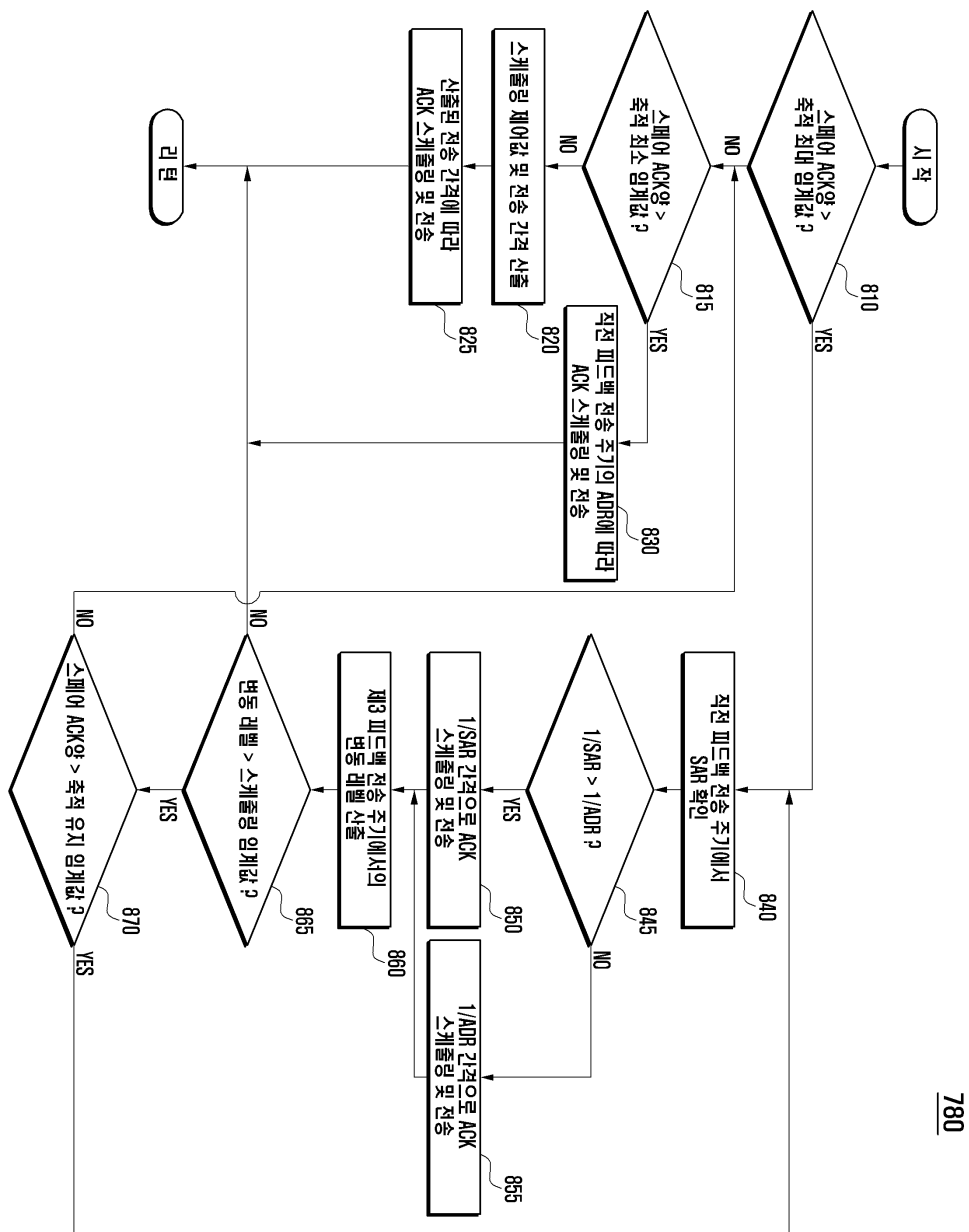 780
시작
스페어 ACK양 >
축적 최대 임계값 ?
810
YES
NO
스페어 ACK양 >
축적 최소 임계값 ?
815
YES
NO
스케줄링 제어값 및 전송 간격 산출
820
산출된 전송 간격에 따라
ACK 스케줄링 및 전송
825
직전 피드백 전송 주기의 ADR에 따라
ACK 스케줄링 및 전송
830
직전 피드백 전송 주기에서
SAR 확인
840
1/SAR > 1/ADR ?
845
YES
NO
1/SAR 간격으로 ACK
스케줄링 및 전송
850
1/ADR 간격으로 ACK
스케줄링 및 전송
855
제3 피드백 전송 주기에서의
변동 레벨 산출
860
변동 레벨 > 스케줄링 임계값 ?
865
NO
YES
스페어 ACK양 > 축적 유지 임계값 ?
870
NO
YES
리턴